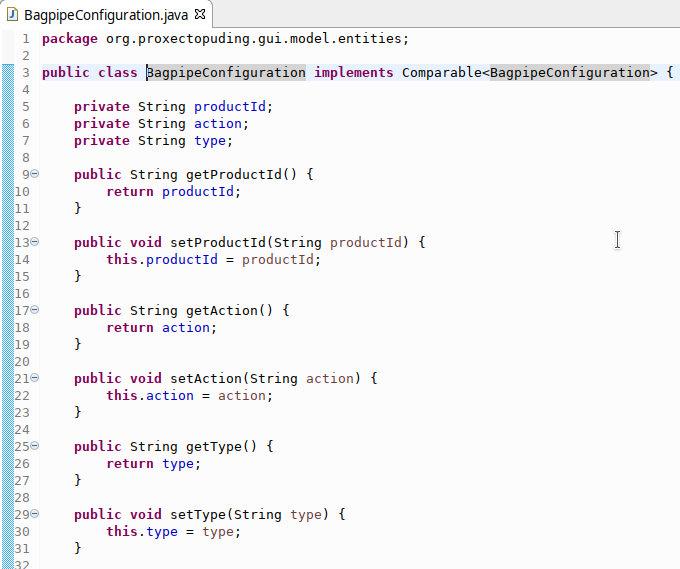 BagpipeConfiguration.java
1 package org.proxectopuding.gui.model.entities;
2
3 public class BagpipeConfiguration implements Comparable<BagpipeConfiguration> {
4
5 private String productId;
6 private String action;
7 private String type;
8
9 public String getProductId() {
10 return productId;
11 }
12
13 public void setProductId(String productId) {
14 this.productId = productId;
15 }
16
17 public String getAction() {
18 return action;
19 }
20
21 public void setAction(String action) {
22 this.action = action;
23 }
24
25 public String getType() {
26 return type;
27 }
28
29 public void setType(String type) {
30 this.type = type;
31 }
32